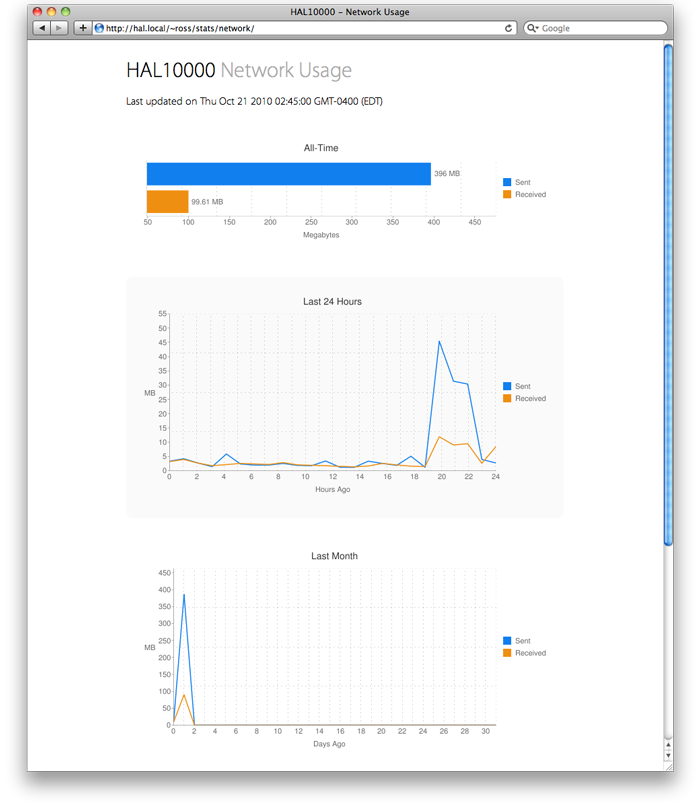 HAL10000 – Network Usage
http://hal.local/~ross/stats/network/
Google
HAL10000 Network Usage
Last updated on Thu Oct 21 2010 02:45:00 GMT-0400 (EDT)
All-Time
396 MB
99.61 MB
Sent
Received
50 100 150 200 250 300 350 400 450
Megabytes
Last 24 Hours
55
50
45
40
35
30
MB
25
20
15
10
5
0
Sent
Received
0 2 4 6 8 10 12 14 16 18 20 22 24
Hours Ago
Last Month
450
400
350
300
250
MB
200
150
100
50
0
Sent
Received
0 2 4 6 8 10 12 14 16 18 20 22 24 26 28 30
Days Ago